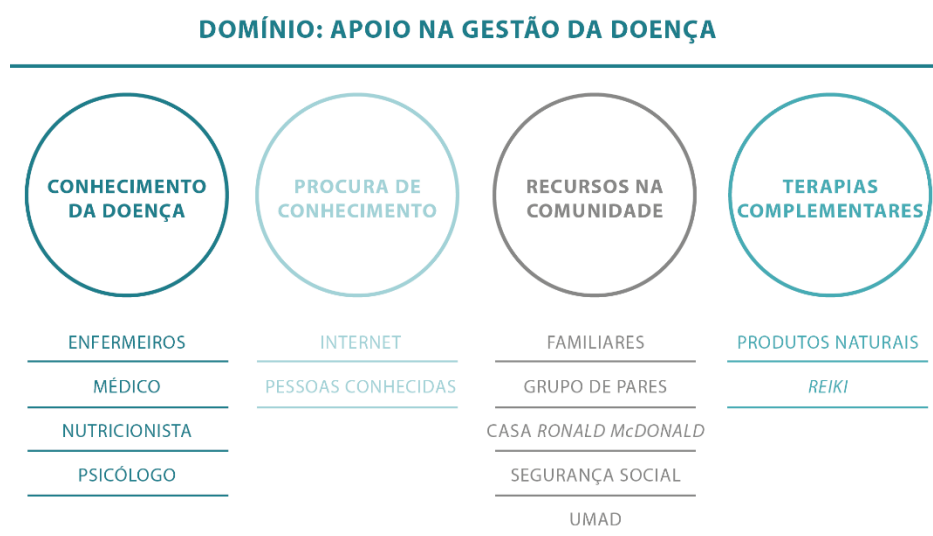 DOMÍNIO: APOIO NA GESTÃO DA DOENÇA
CONHECIMENTO
DA DOENÇA
ENFERMEIROS
MÉDICO
NUTRICIONISTA
PSICÓLOGO
PROCURA DE
CONHECIMENTO
INTERNET
PESSOAS CONHECIDAS
RECURSOS NA
COMUNIDADE
FAMILIARES
GRUPO DE PARES
CASA RONALD McDONALD
SEGURANÇA SOCIAL
UMAD
TERAPIAS
COMPLEMENTARES
PRODUTOS NATURAIS
REIKI